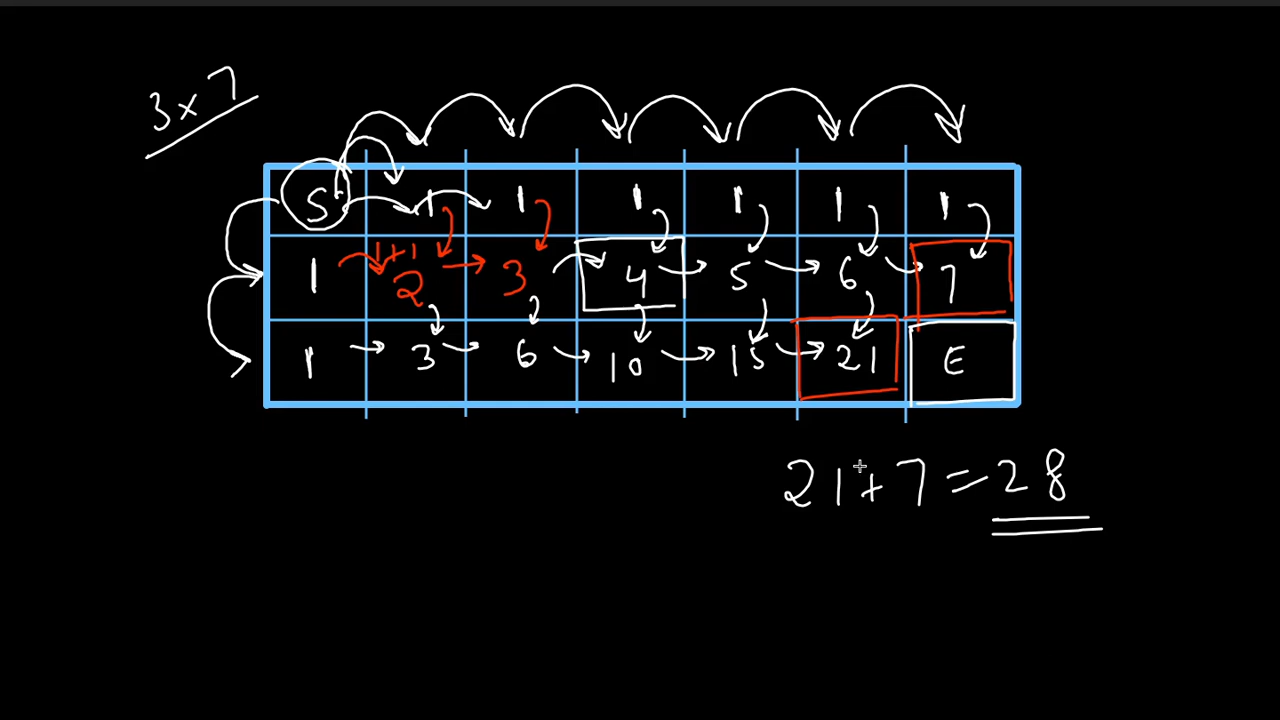 3 x 7
S 1 1 1 1 1 1
1+1
1 2 3 4 5 6 7
1 3 6 10 15 21 E
21+7=28